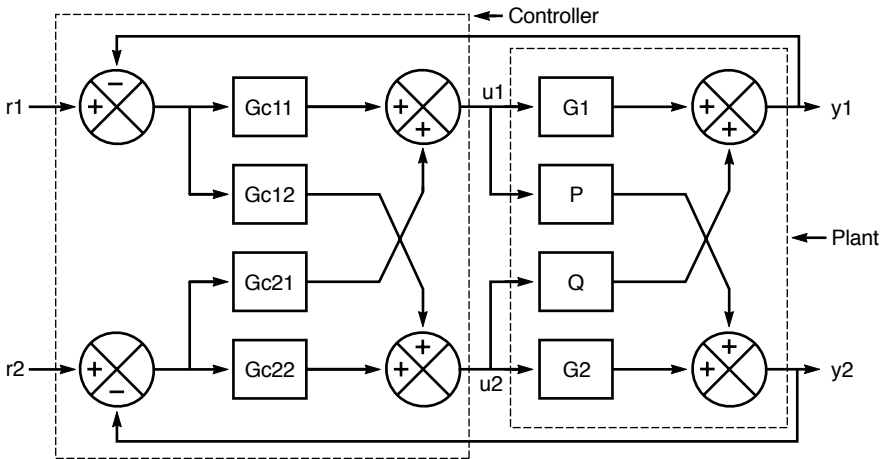 Controller
−
r1
+
Gc11
+
+
u1
G1
+
+
y1
Gc12
P
Plant
Gc21
Q
r2
+
−
Gc22
+
+
u2
G2
+
+
y2